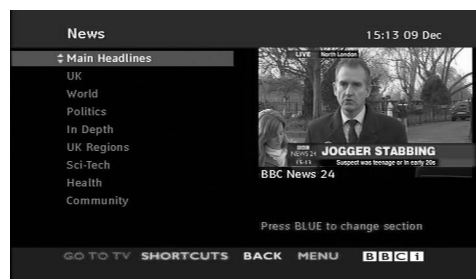 News
15:13 09 Dec
Main Headlines
UK
World
Politics
In Depth
UK Regions
Sci-Tech
Health
Community
LIVE North London
BBC
NEWS 24
15:13
JOGGER STABBING
Suspect was teenage or in early 20s
BBC News 24
Press BLUE to change section
GO TO TV SHORTCUTS BACK MENU BBCi